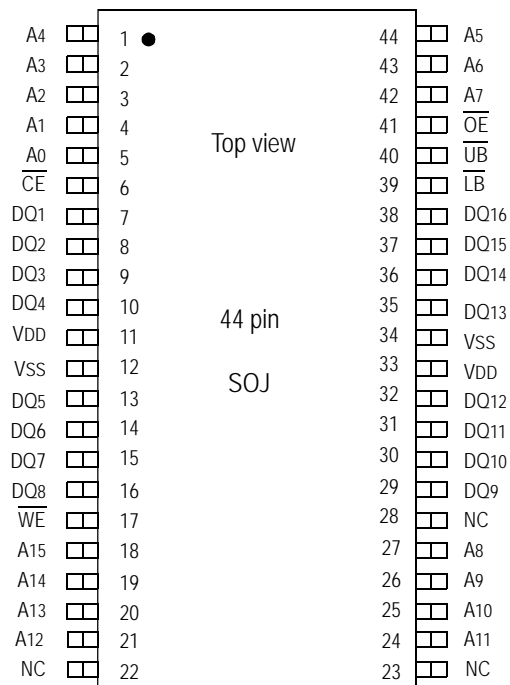 A4 1 44 A5
A3 2 43 A6
A2 3 42 A7
A1 4 41 OE
A0 5 Top view 40 UB
CE 6 39 LB
DQ1 7 38 DQ16
DQ2 8 37 DQ15
DQ3 9 36 DQ14
DQ4 10 44 pin 35 DQ13
VDD 11 34 VSS
VSS 12 SOJ 33 VDD
DQ5 13 32 DQ12
DQ6 14 31 DQ11
DQ7 15 30 DQ10
DQ8 16 29 DQ9
WE 17 28 NC
A15 18 27 A8
A14 19 26 A9
A13 20 25 A10
A12 21 24 A11
NC 22 23 NC